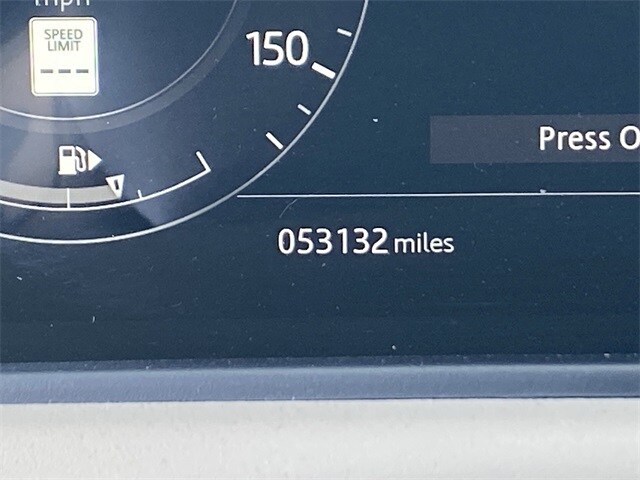 mph
SPEED
LIMIT
---
150
Press O
053132 miles